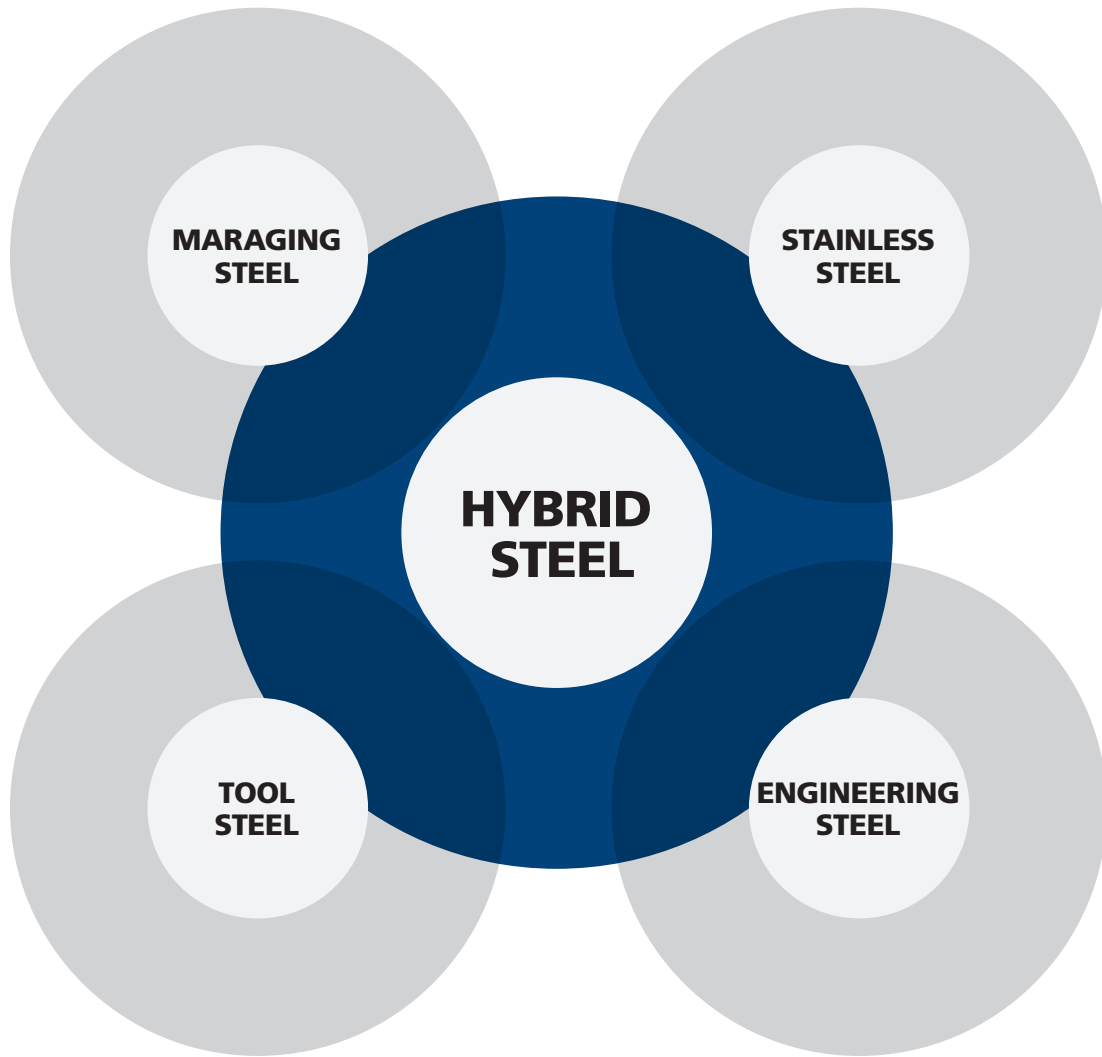 MARAGING
STEEL
STAINLESS
STEEL
HYBRID
STEEL
TOOL
STEEL
ENGINEERING
STEEL